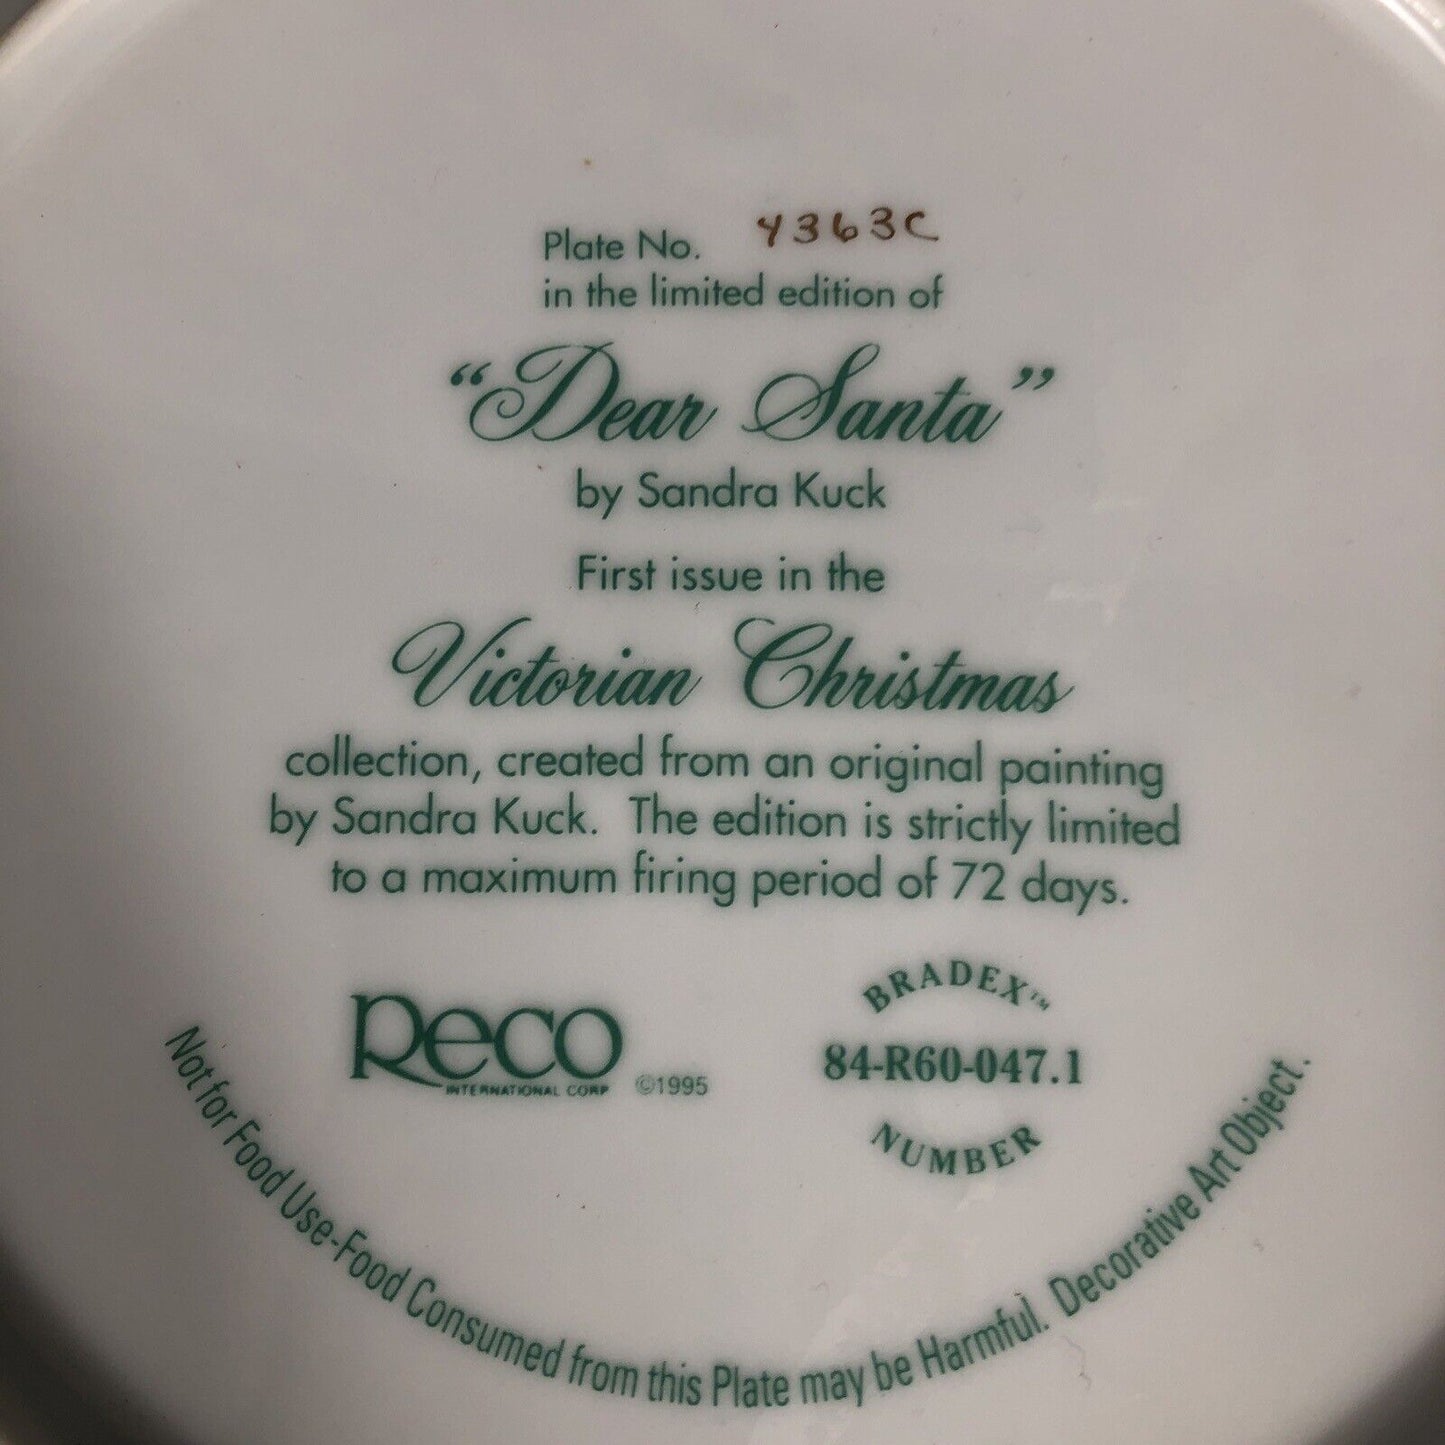 Plate No. 4363C
in the limited edition of
“Dear Santa”
by Sandra Kuck
First issue in the
Victorian Christmas
collection, created from an original painting
by Sandra Kuck. The edition is strictly limited
to a maximum firing period of 72 days.
Reco
INTERNATIONAL CORP ©1995
BRADEX™
84-R60-047.1
NUMBER
Not for Food Use-Food Consumed from this Plate may be Harmful. Decorative Art Object.